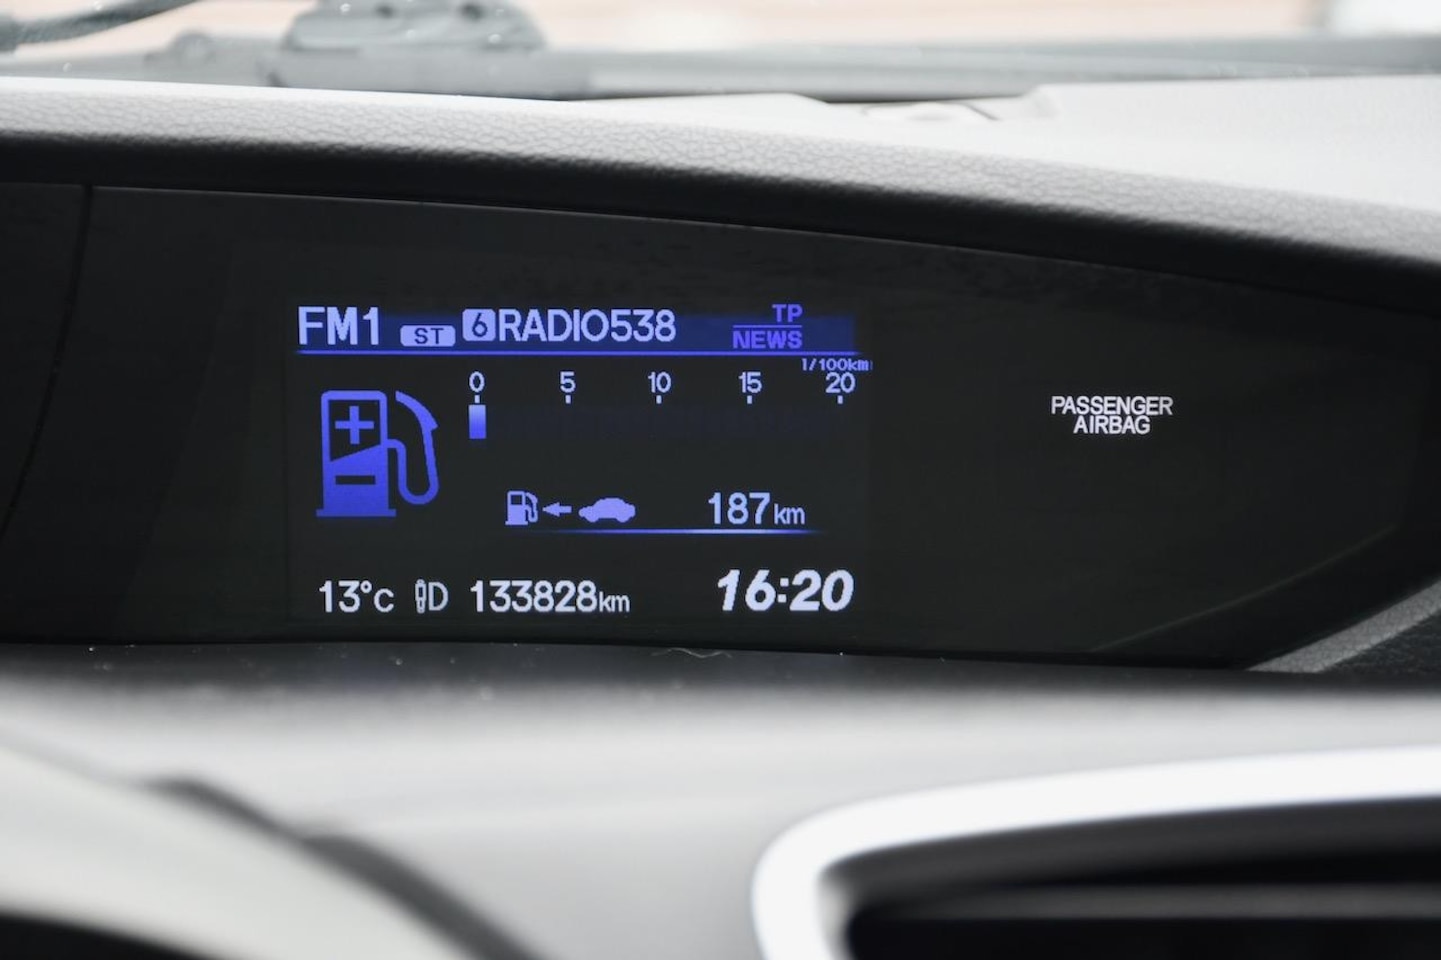 FM1 ST 6 RADIO538 TP
NEWS
l/100km
0 5 10 15 20
187km
13°C D 133828km 16:20
PASSENGER
AIRBAG